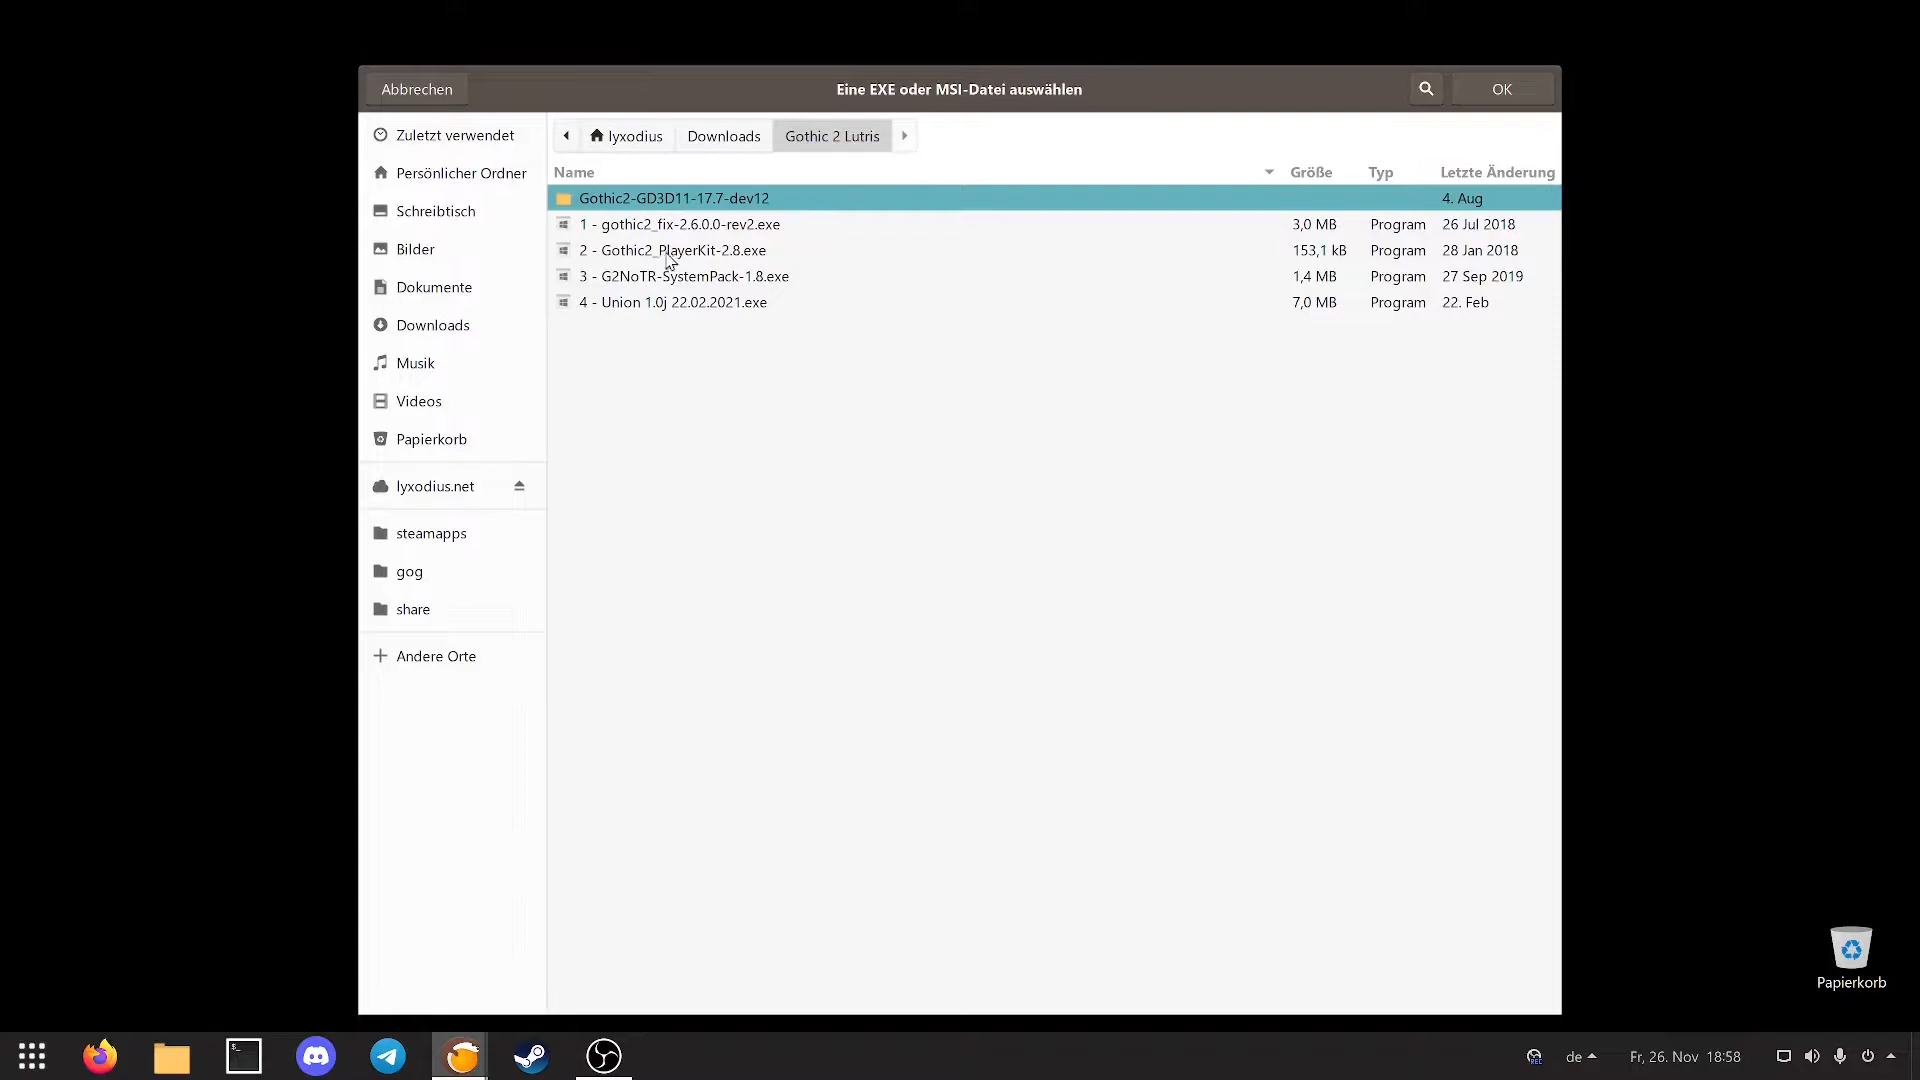 Abbrechen
Eine EXE oder MSI-Datei auswählen
OK
Zuletzt verwendet
Persönlicher Ordner
Schreibtisch
Bilder
Dokumente
Downloads
Musik
Videos
Papierkorb
lyxodius.net
steamapps
gog
share
Andere Orte
lyxodius Downloads Gothic 2 Lutris
Name Größe Typ Letzte Änderung
Gothic2-GD3D11-17.7-dev12 4. Aug
1 - gothic2_fix-2.6.0.0-rev2.exe 3,0 MB Program 26 Jul 2018
2 - Gothic2_PlayerKit-2.8.exe 153,1 kB Program 28 Jan 2018
3 - G2NoTR-SystemPack-1.8.exe 1,4 MB Program 27 Sep 2019
4 - Union 1.0j 22.02.2021.exe 7,0 MB Program 22. Feb
Papierkorb
REC de Fr, 26. Nov 18:58